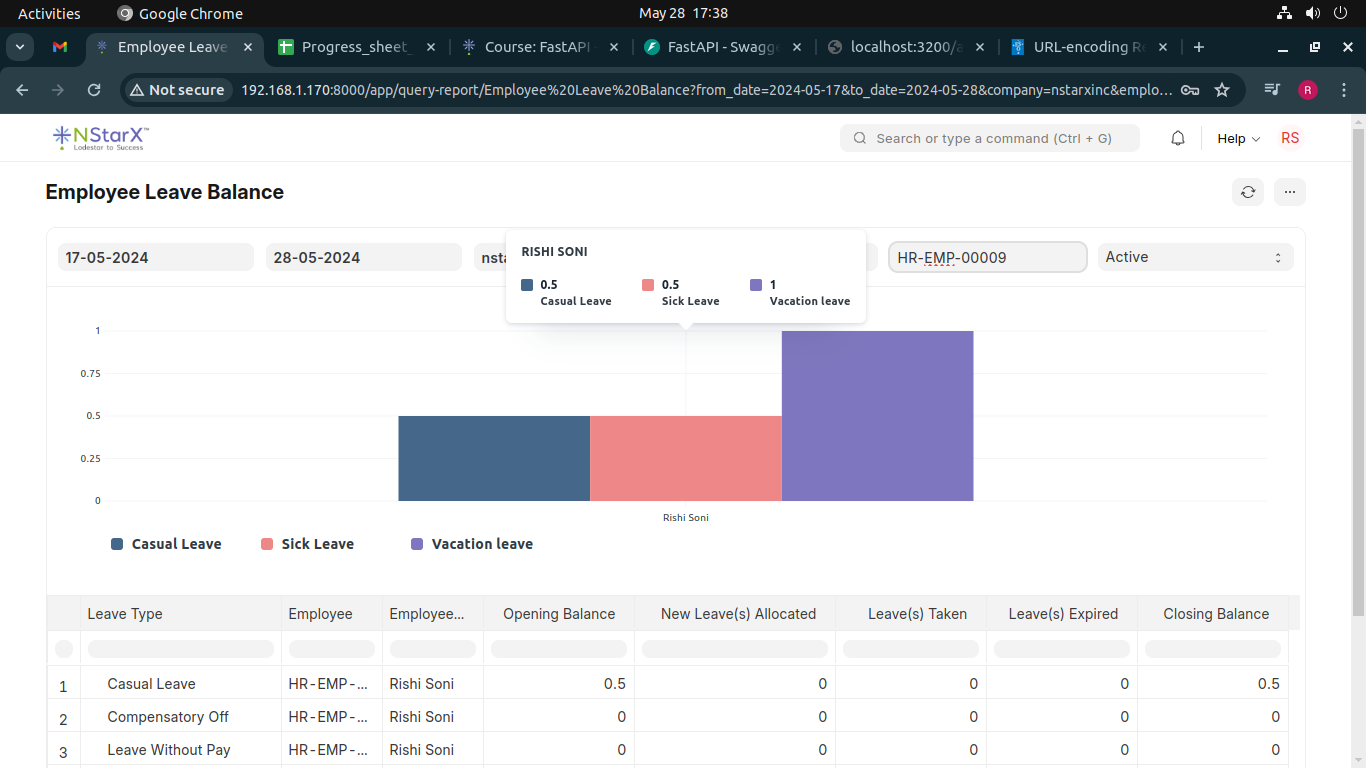 Activities Google Chrome May 28 17:38
Employee Leave Progress_sheet_ Course: FastAPI - FastAPI - Swagge localhost:3200/a URL-encoding Re
Not secure 192.168.1.170:8000/app/query-report/Employee%20Leave%20Balance?from_date=2024-05-17&to_date=2024-05-28&company=nstarxinc&emplo... R
NStarX™ Search or type a command (Ctrl + G) Help RS
Lodestor to Success
Employee Leave Balance
17-05-2024 28-05-2024 nsta HR-EMP-00009 Active
RISHI SONI
0.5 0.5 1
Casual Leave Sick Leave Vacation leave
1
0.75
0.5
0.25
0
Rishi Soni
Casual Leave Sick Leave Vacation leave
Leave Type Employee Employee... Opening Balance New Leave(s) Allocated Leave(s) Taken Leave(s) Expired Closing Balance
1 Casual Leave HR-EMP-... Rishi Soni 0.5 0 0 0 0.5
2 Compensatory Off HR-EMP-... Rishi Soni 0 0 0 0 0
3 Leave Without Pay HR-EMP-... Rishi Soni 0 0 0 0 0